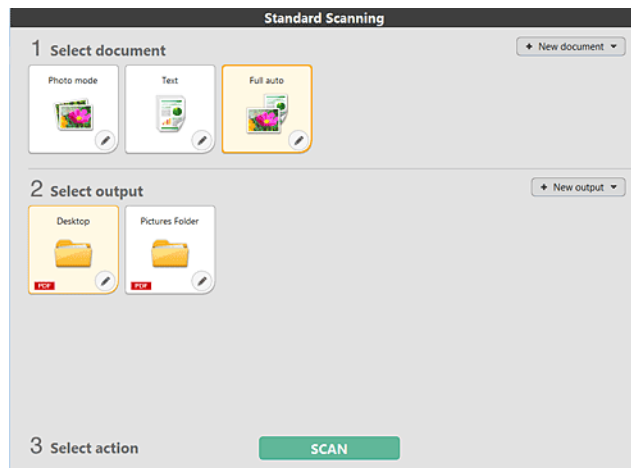 Standard Scanning
1 Select document
+ New document
Photo mode
Text
Full auto
2 Select output
+ New output
Desktop
Pictures Folder
PDF
PDF
3 Select action
SCAN